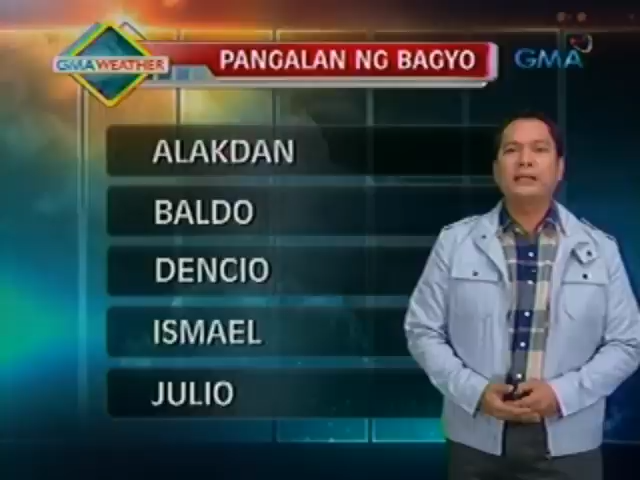 GMA WEATHER
PANGALAN NG BAGYO
GMA
ALAKDAN
BALDO
DENCIO
ISMAEL
JULIO